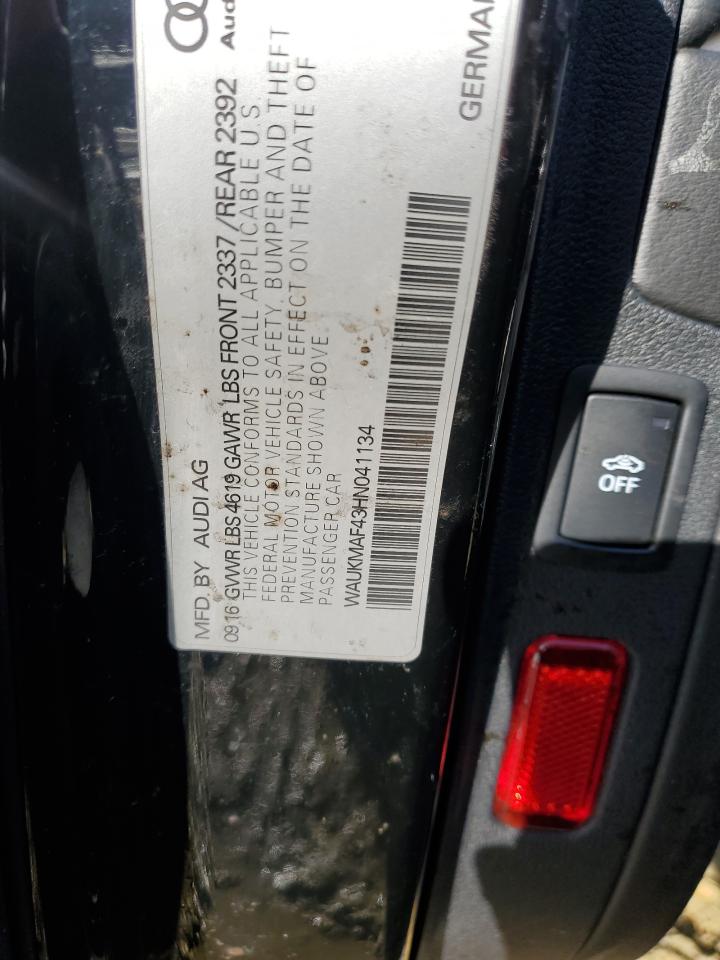 Aud
MFD. BY AUDI AG
0916 GWWR LBS 4619 GAWR LBS FRONT 2337/REAR 2392
THIS VEHICLE CONFORMS TO ALL APPLICABLE U.S.
FEDERAL MOTOR VEHICLE SAFETY, BUMPER AND THEFT
PREVENTION STANDARDS IN EFFECT ON THE DATE OF
MANUFACTURE SHOWN ABOVE
PASSENGER CAR
WAUKMAF43HN041134
GERMAN
OFF